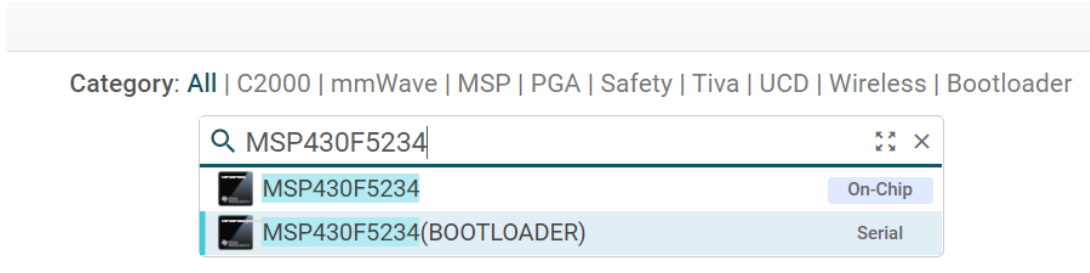 Category: All | C2000 | mmWave | MSP | PGA | Safety | Tiva | UCD | Wireless | Bootloader
MSP430F5234
MSP430F5234 On-Chip
MSP430F5234(BOOTLOADER) Serial